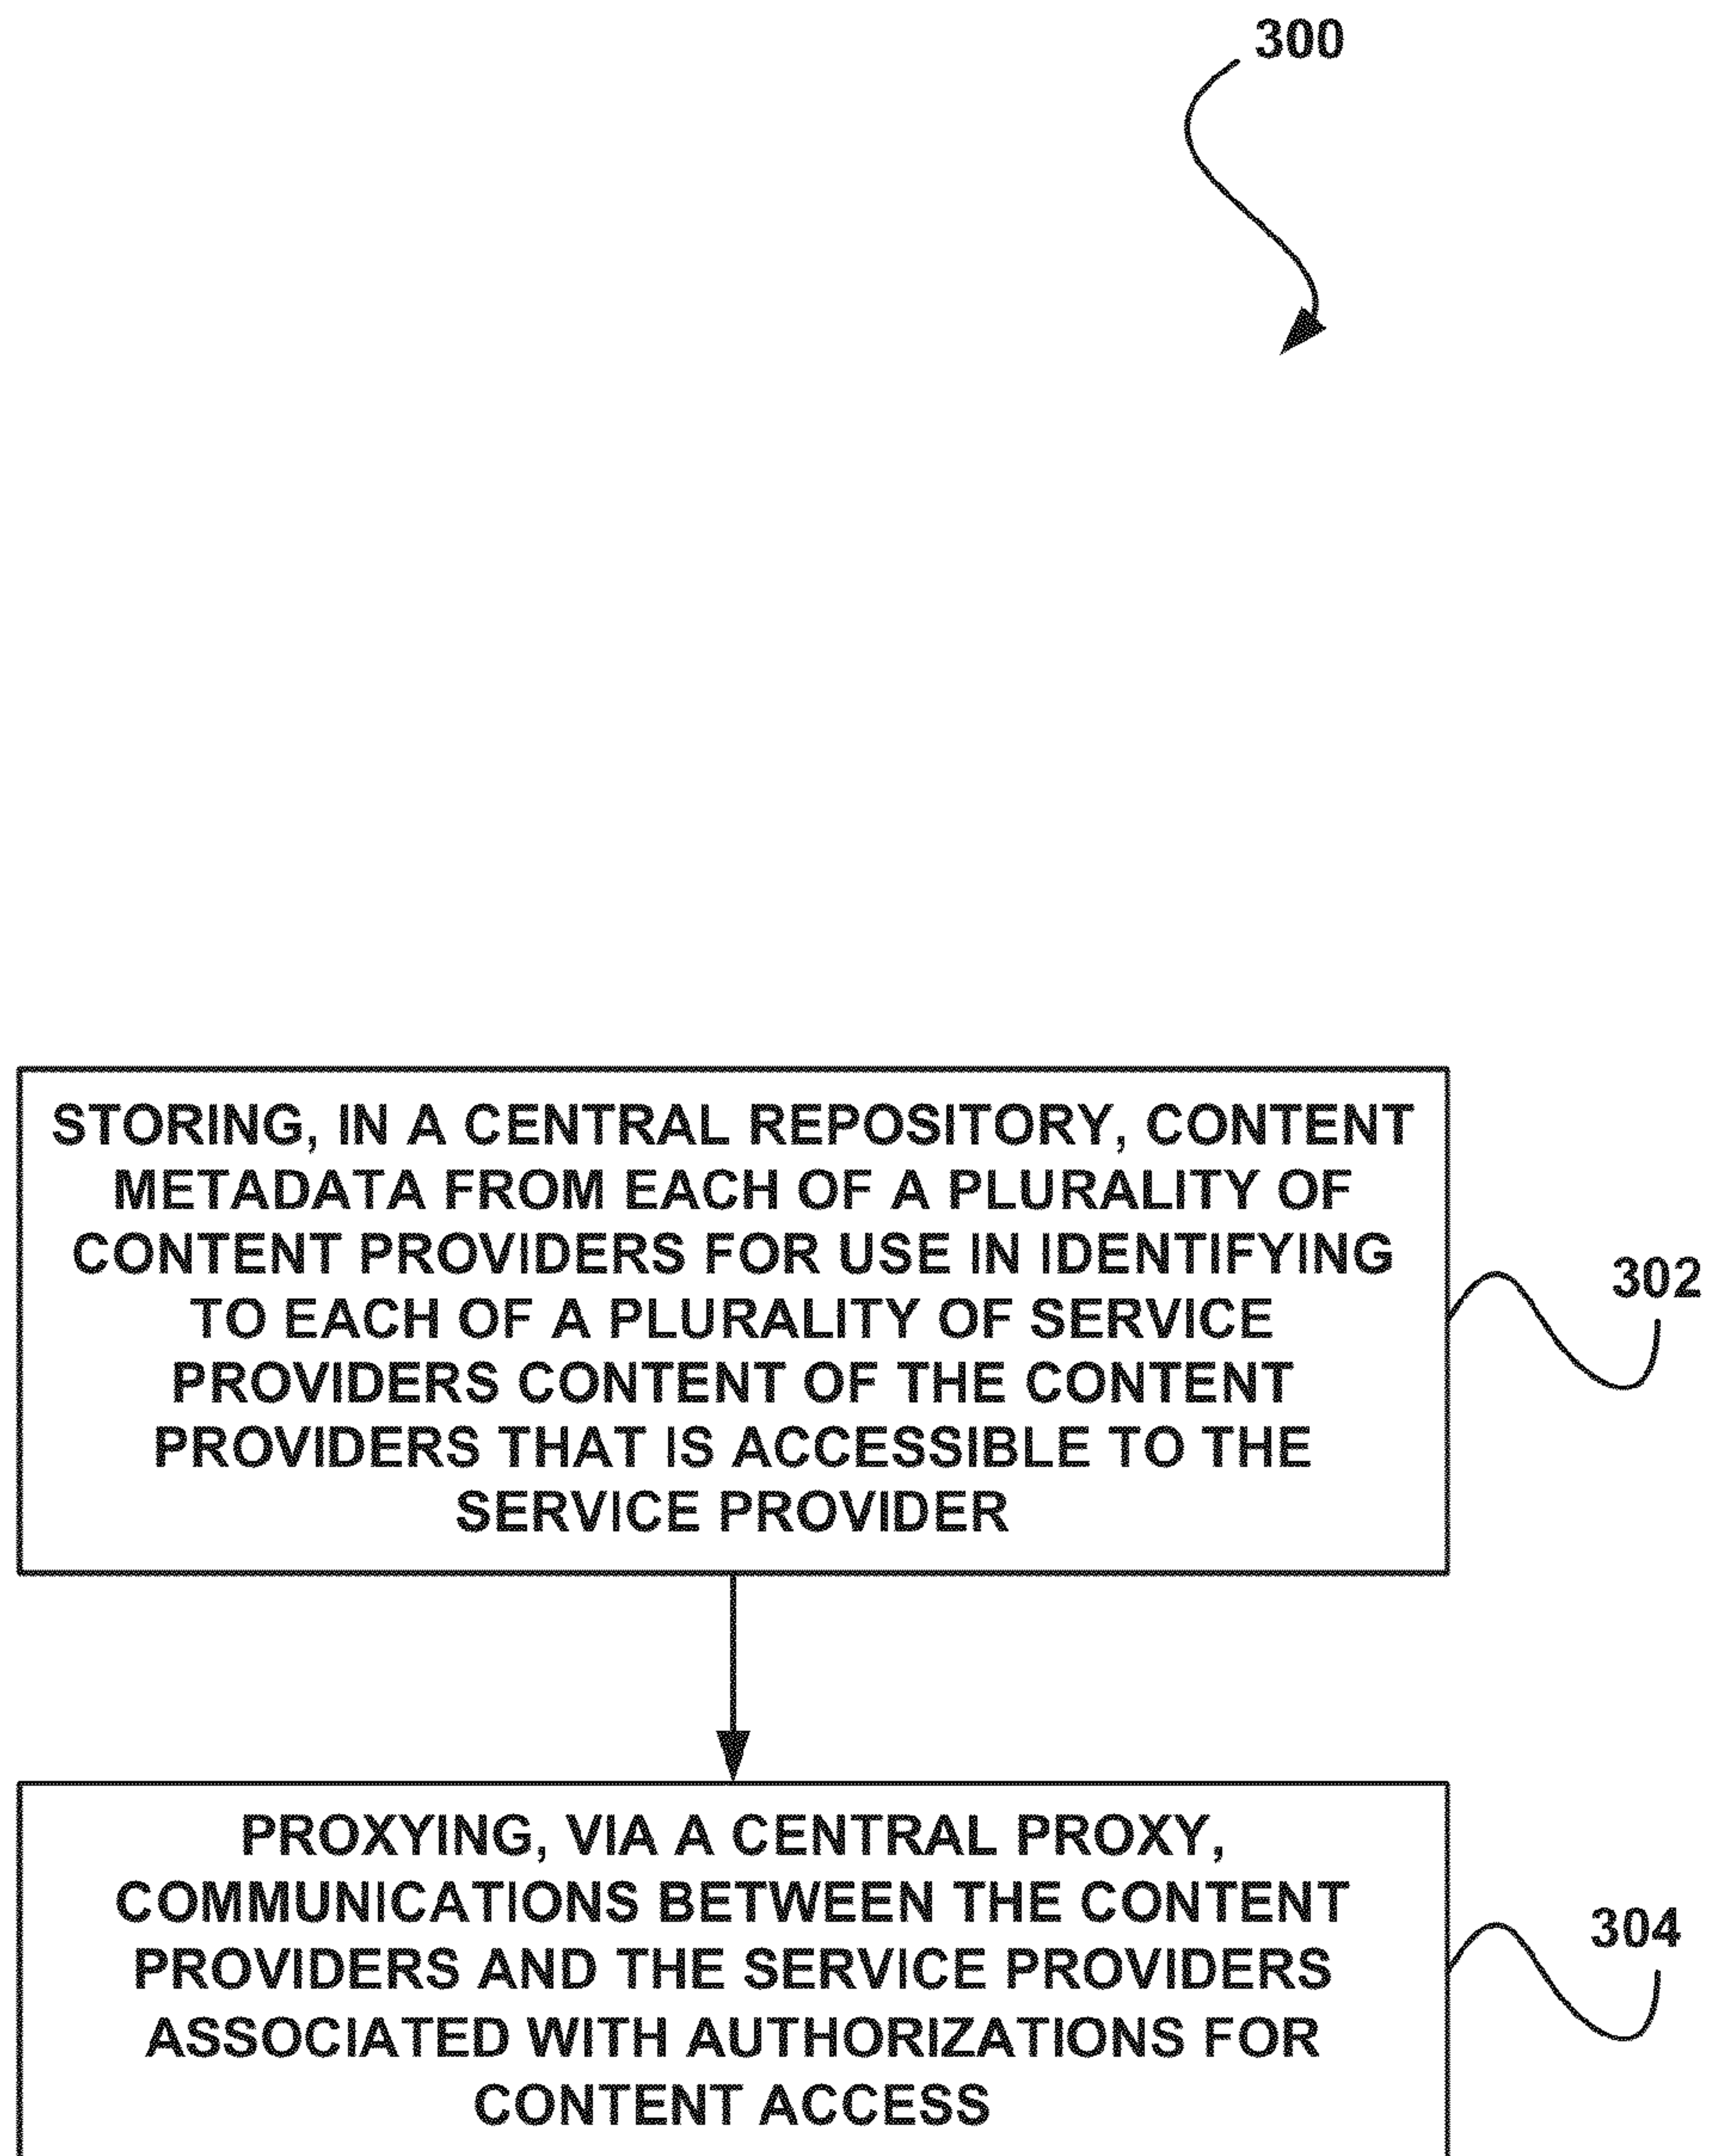 300
STORING, IN A CENTRAL REPOSITORY, CONTENT
METADATA FROM EACH OF A PLURALITY OF
CONTENT PROVIDERS FOR USE IN IDENTIFYING
TO EACH OF A PLURALITY OF SERVICE
PROVIDERS CONTENT OF THE CONTENT
PROVIDERS THAT IS ACCESSIBLE TO THE
SERVICE PROVIDER
302
PROXYING, VIA A CENTRAL PROXY,
COMMUNICATIONS BETWEEN THE CONTENT
PROVIDERS AND THE SERVICE PROVIDERS
ASSOCIATED WITH AUTHORIZATIONS FOR
CONTENT ACCESS
304